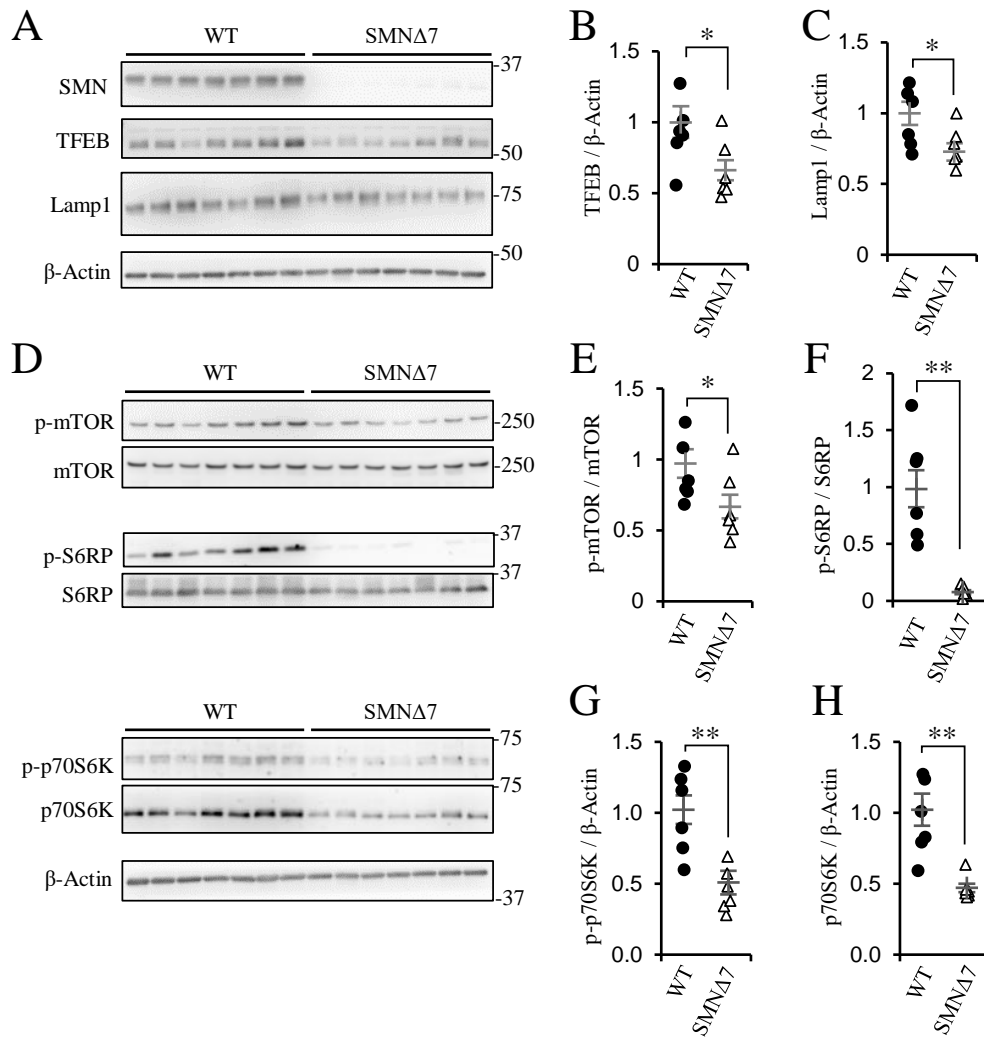 A
WT SMNΔ7
SMN
-37
TFEB
-50
Lamp1
-75
β-Actin
-50
B
*
TFEB / β-Actin
1.5
1
0.5
0
WT
SMNΔ7
C
*
Lamp1 / β-Actin
1.5
1
0.5
0
WT
SMNΔ7
D
WT SMNΔ7
p-mTOR
-250
mTOR
-250
p-S6RP
-37
S6RP
-37
WT SMNΔ7
p-p70S6K
-75
p70S6K
-75
β-Actin
-37
E
*
p-mTOR / mTOR
1.5
1
0.5
0
WT
SMNΔ7
F
**
p-S6RP / S6RP
2
1.5
1
0.5
0
WT
SMNΔ7
G
**
p-p70S6K / β-Actin
1.5
1.0
0.5
0.0
WT
SMNΔ7
H
**
p70S6K / β-Actin
1.5
1.0
0.5
0.0
WT
SMNΔ7